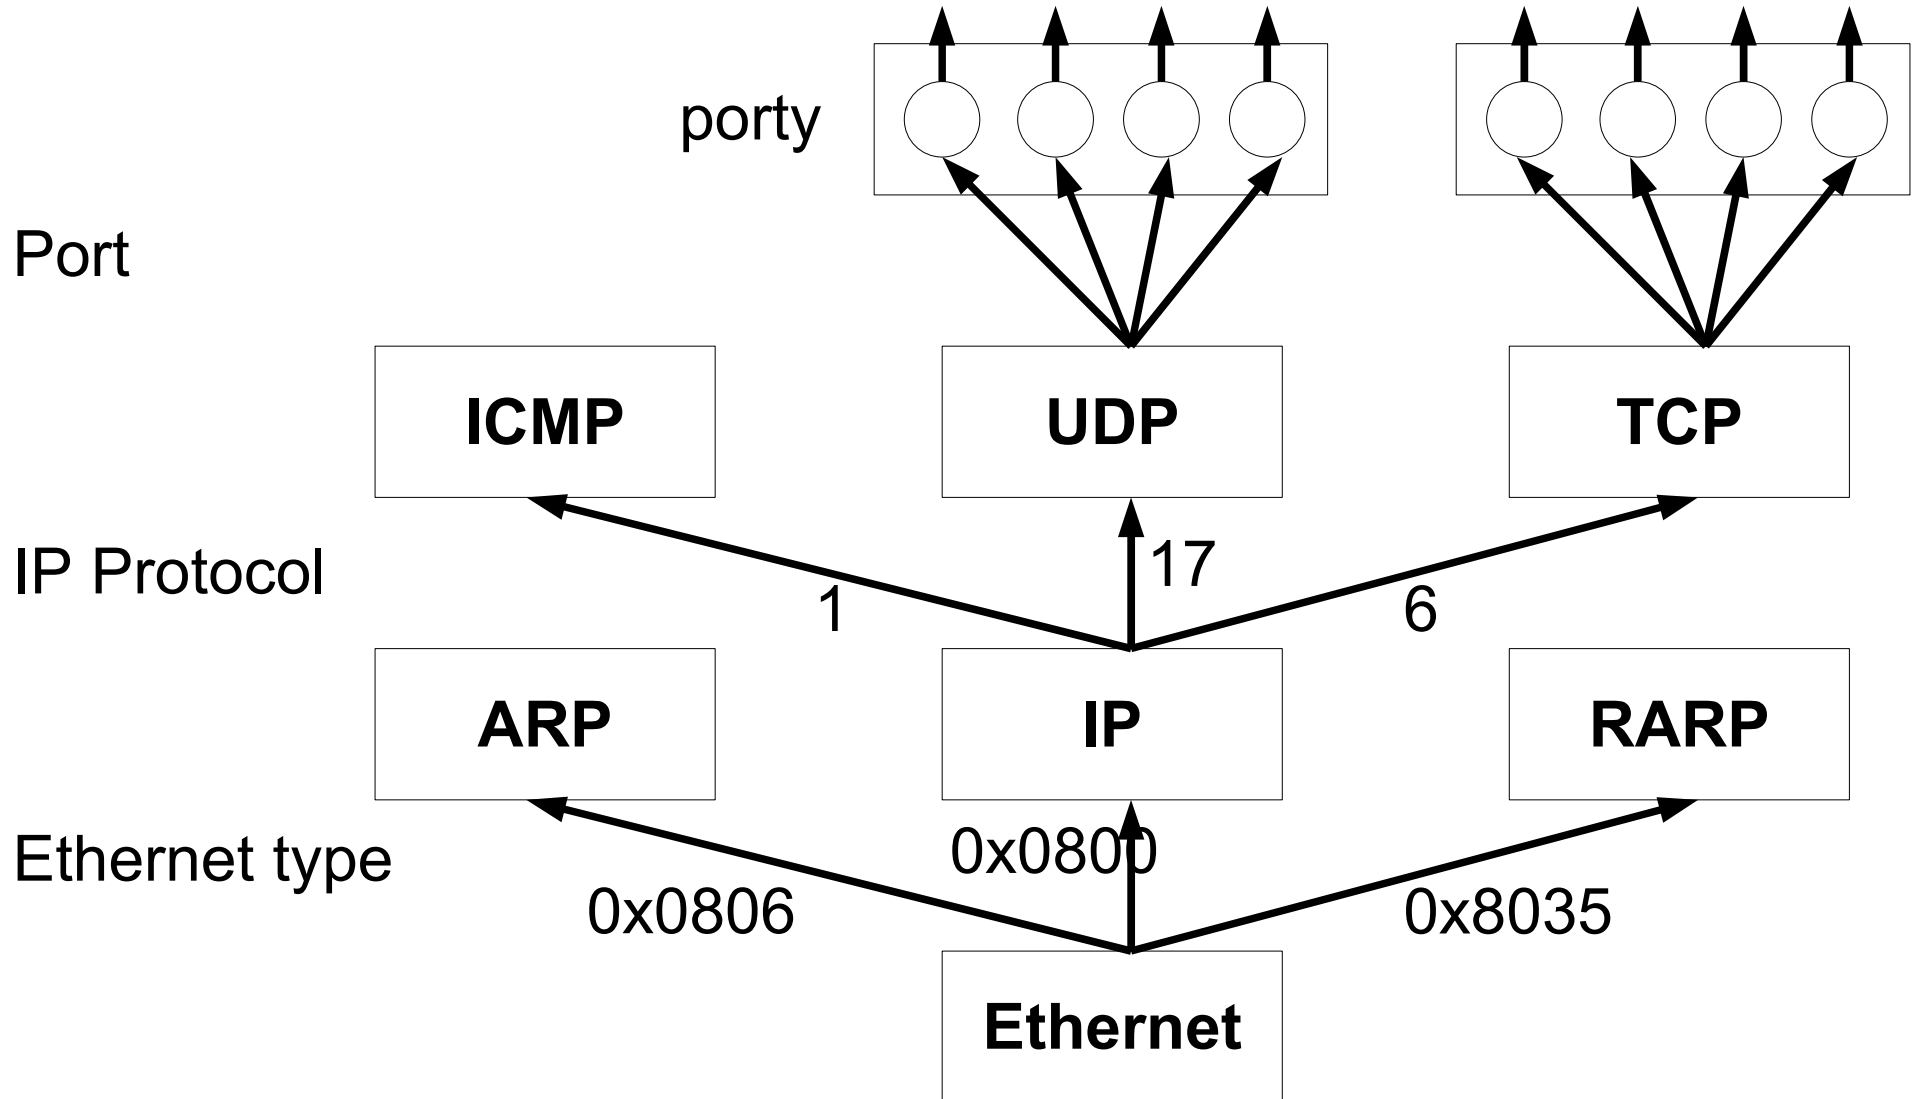 porty
Port
ICMP
UDP
TCP
IP Protocol
1
17
6
ARP
IP
RARP
Ethernet type
0x0806
0x0800
0x8035
Ethernet